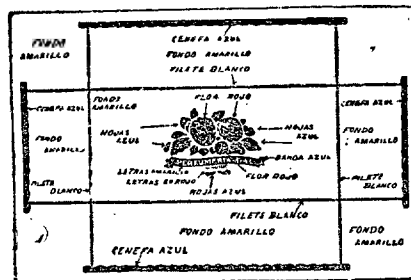 FONDO
AMARILLO
CENEFA AZUL
FONDO AMARILLO
FILETE BLANCO
FLOR ROJO
CENEFA AZUL
FONDO
AMARILLO
CENEFA AZUL
HOJAS
AZUL
HOJAS
AZUL
FONDO
AMARILLO
FONDO
AMARILLO
BANDA AZUL
LETRAS AMARILLO
LETRAS EN ROJO
FLOR ROJO
HOJAS AZUL
FILETE
BLANCO
FILETE
BLANCO
FILETE BLANCO
FONDO AMARILLO
CENEFA AZUL
FONDO
AMARILLO